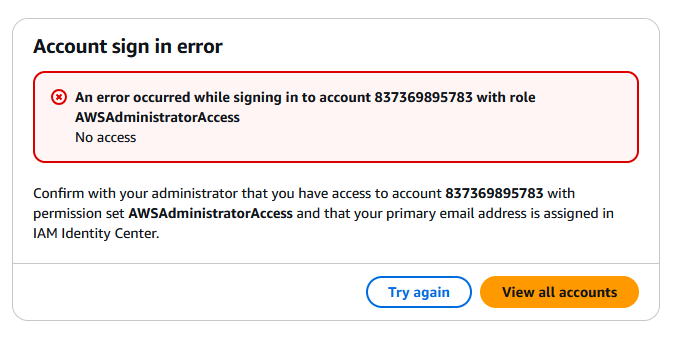 Account sign in error
An error occurred while signing in to account 837369895783 with role
AWSAdministratorAccess
No access
Confirm with your administrator that you have access to account 837369895783 with
permission set AWSAdministratorAccess and that your primary email address is assigned in
IAM Identity Center.
Try again
View all accounts